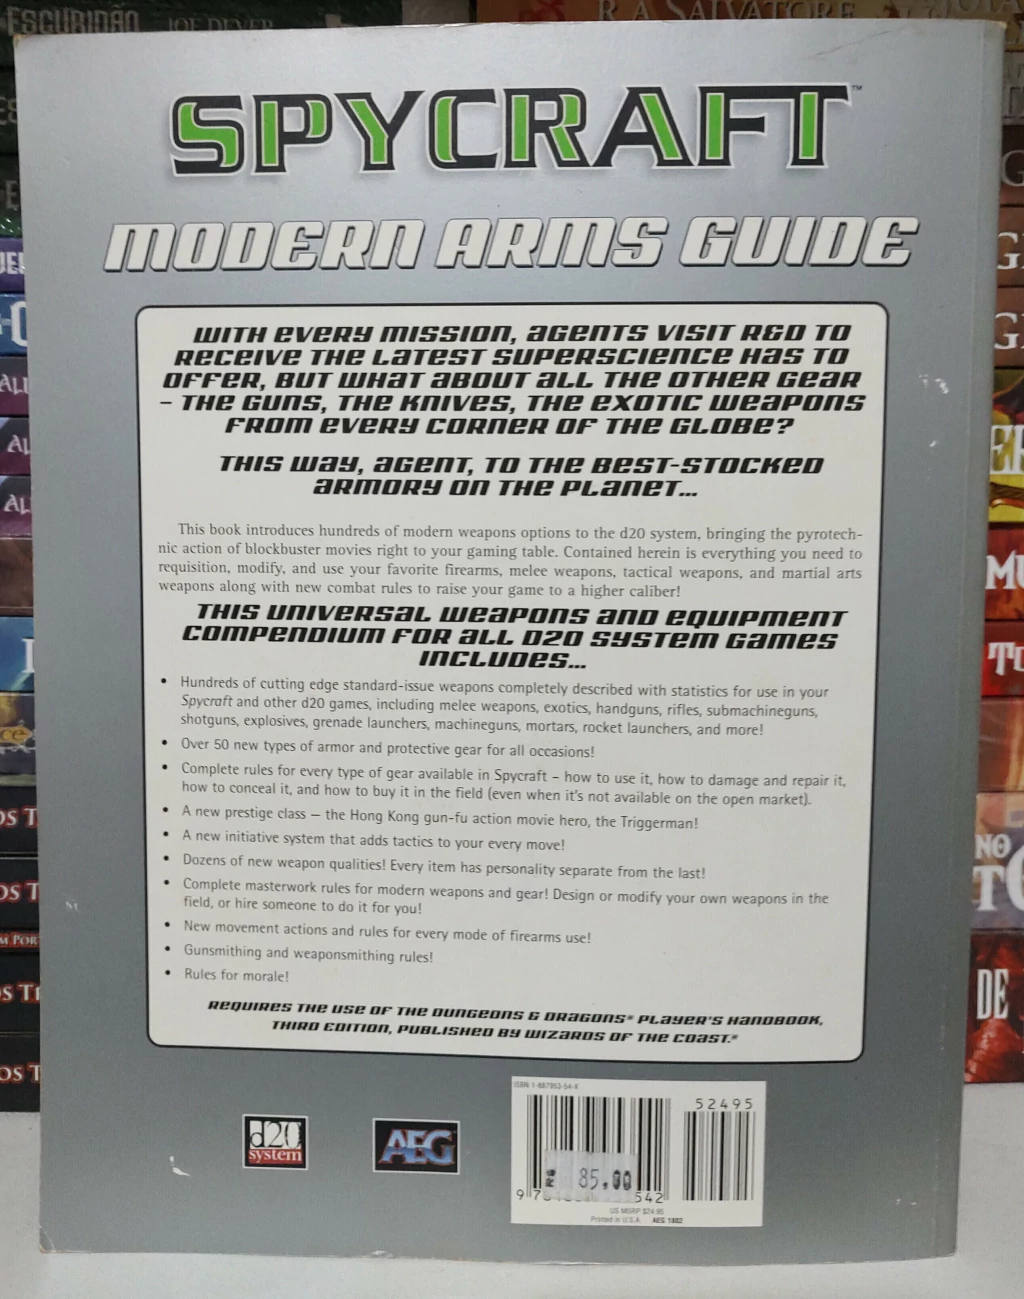 ESCURIDÃO JOE DEVER
R.A. SALVATORE
SPYCRAFT™
MODERN ARMS GUIDE
WITH EVERY MISSION, AGENTS VISIT R&D TO
RECEIVE THE LATEST SUPERSCIENCE HAS TO
OFFER, BUT WHAT ABOUT ALL THE OTHER GEAR
– THE GUNS, THE KNIVES, THE EXOTIC WEAPONS
FROM EVERY CORNER OF THE GLOBE?
THIS WAY, AGENT, TO THE BEST-STOCKED
ARMORY ON THE PLANET...
This book introduces hundreds of modern weapons options to the d20 system, bringing the pyrotech-
nic action of blockbuster movies right to your gaming table. Contained herein is everything you need to
requisition, modify, and use your favorite firearms, melee weapons, tactical weapons, and martial arts
weapons along with new combat rules to raise your game to a higher caliber!
THIS UNIVERSAL WEAPONS AND EQUIPMENT
COMPENDIUM FOR ALL D20 SYSTEM GAMES
INCLUDES...
• Hundreds of cutting edge standard-issue weapons completely described with statistics for use in your
Spycraft and other d20 games, including melee weapons, exotics, handguns, rifles, submachineguns,
shotguns, explosives, grenade launchers, machineguns, mortars, rocket launchers, and more!
• Over 50 new types of armor and protective gear for all occasions!
• Complete rules for every type of gear available in Spycraft – how to use it, how to damage and repair it,
how to conceal it, and how to buy it in the field (even when it's not available on the open market).
• A new prestige class – the Hong Kong gun-fu action movie hero, the Triggerman!
• A new initiative system that adds tactics to your every move!
• Dozens of new weapon qualities! Every item has personality separate from the last!
• Complete masterwork rules for modern weapons and gear! Design or modify your own weapons in the
field, or hire someone to do it for you!
• New movement actions and rules for every mode of firearms use!
• Gunsmithing and weaponsmithing rules!
• Rules for morale!
REQUIRES THE USE OF THE DUNGEONS & DRAGONS® PLAYER'S HANDBOOK,
THIRD EDITION, PUBLISHED BY WIZARDS OF THE COAST.®
d20
system
AEG
ISBN 1-887953-54-X
52495
R$ 85,00
9 7 542
US MSRP $24.95
Printed in U.S.A. AEG 1802